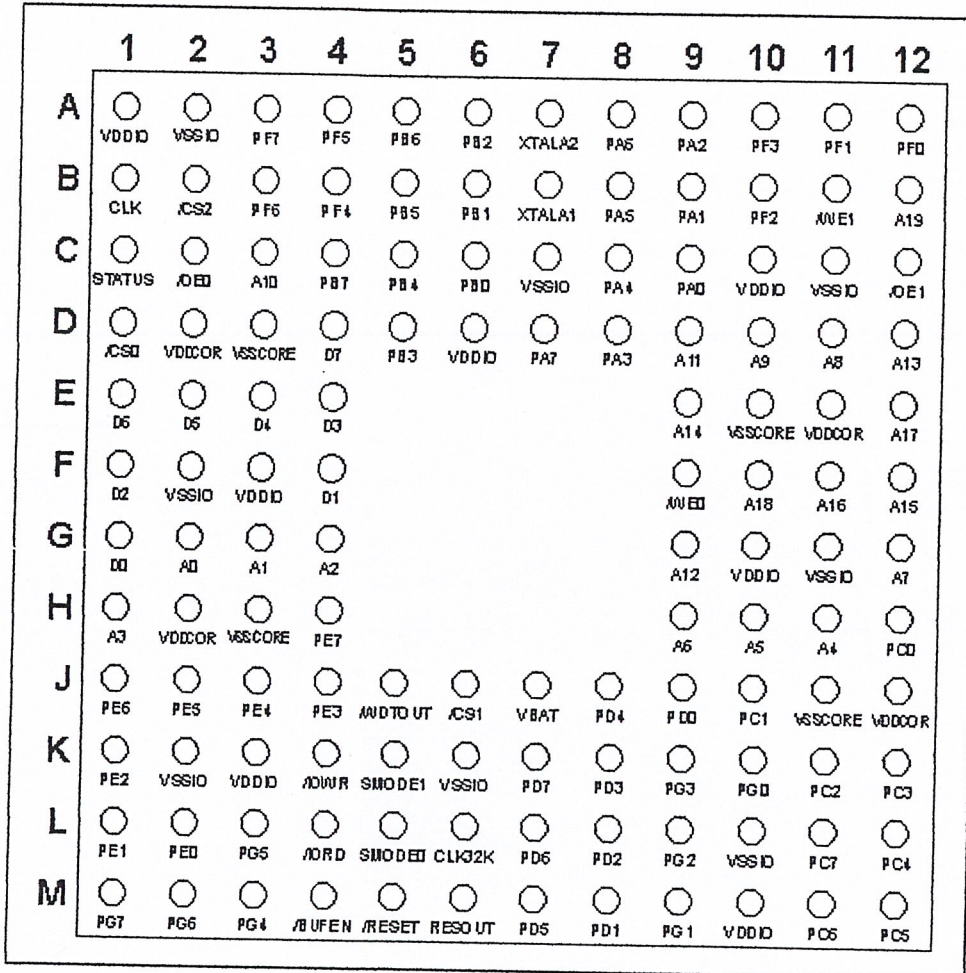 1 2 3 4 5 6 7 8 9 10 11 12
A
VDDIO VSSIO PF7 PF5 PB6 PB2 XTALA2 PA6 PA2 PF3 PF1 PF0
B
CLK /CS2 PF6 PF4 PB5 PB1 XTALA1 PA5 PA1 PF2 /WE1 A19
C
STATUS /OE0 A10 PB7 PB4 PB0 VSSIO PA4 PA0 VDDIO VSSIO /OE1
D
/CS0 VDDCOR VSSCORE D7 PB3 VDDIO PA7 PA3 A11 A9 A8 A13
E
D6 D5 D4 D3 A14 VSSCORE VDDCOR A17
F
D2 VSSIO VDDIO D1 /WE0 A18 A16 A15
G
D0 A0 A1 A2 A12 VDDIO VSSIO A7
H
A3 VDDCOR VSSCORE PE7 A6 A5 A4 PC0
J
PE6 PE5 PE4 PE3 /WDTOUT /CS1 VBAT PD4 PD0 PC1 VSSCORE VDDCOR
K
PE2 VSSIO VDDIO /IOWR SMODE1 VSSIO PD7 PD3 PG3 PG0 PC2 PC3
L
PE1 PE0 PG5 /IORD SMODE0 CLK32K PD6 PD2 PG2 VSSIO PC7 PC4
M
PG7 PG6 PG4 /BUFEN /RESET RESOUT PD5 PD1 PG1 VDDIO PC6 PC5